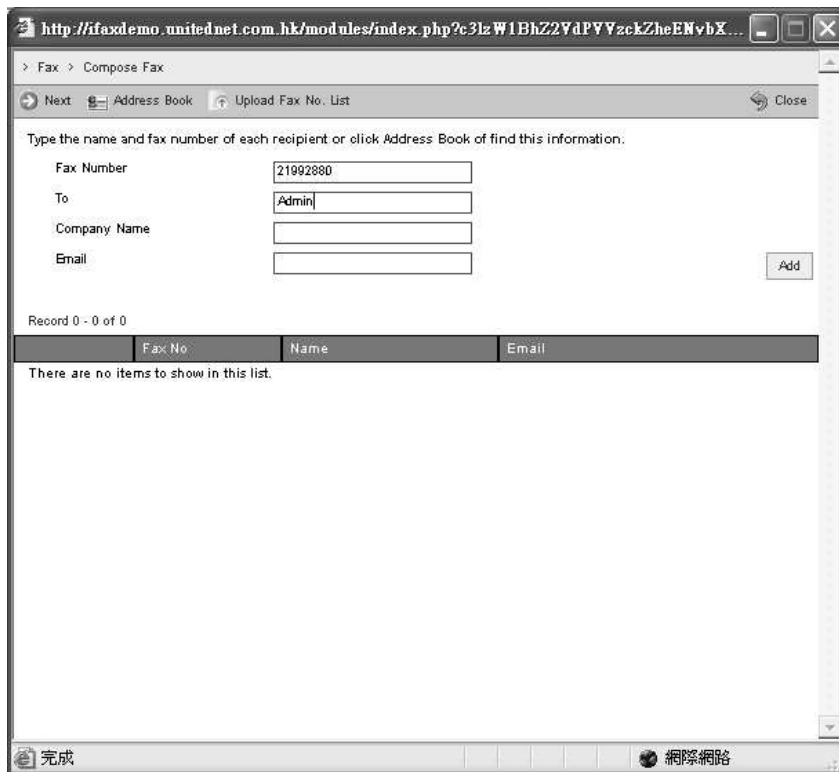 http://ifaxdemo.unitednet.com.hk/modules/index.php?c3lzW1BhZ2VdPVVzckZheENvbX...
> Fax > Compose Fax
Next Address Book Upload Fax No. List Close
Type the name and fax number of each recipient or click Address Book of find this information.
Fax Number 21992880
To Admin
Company Name
Email Add
Record 0 - 0 of 0
Fax No Name Email
There are no items to show in this list.
完成 網際網路